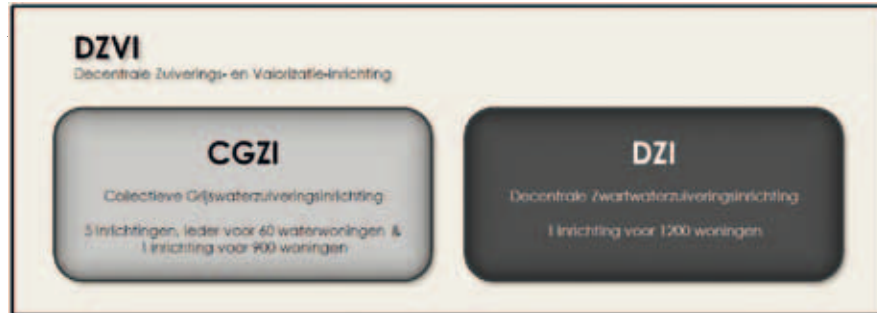 DZVI
Decentrale Zuiverings- en Valorizatie-Inrichting
CGZI
Collectieve Grijswaterzuiveringsinrichting
5 inrichtingen, ieder voor 60 waterwoningen &
1 inrichting voor 900 woningen
DZI
Decentrale Zwartwaterzuiveringsinrichting
1 inrichting voor 1200 woningen